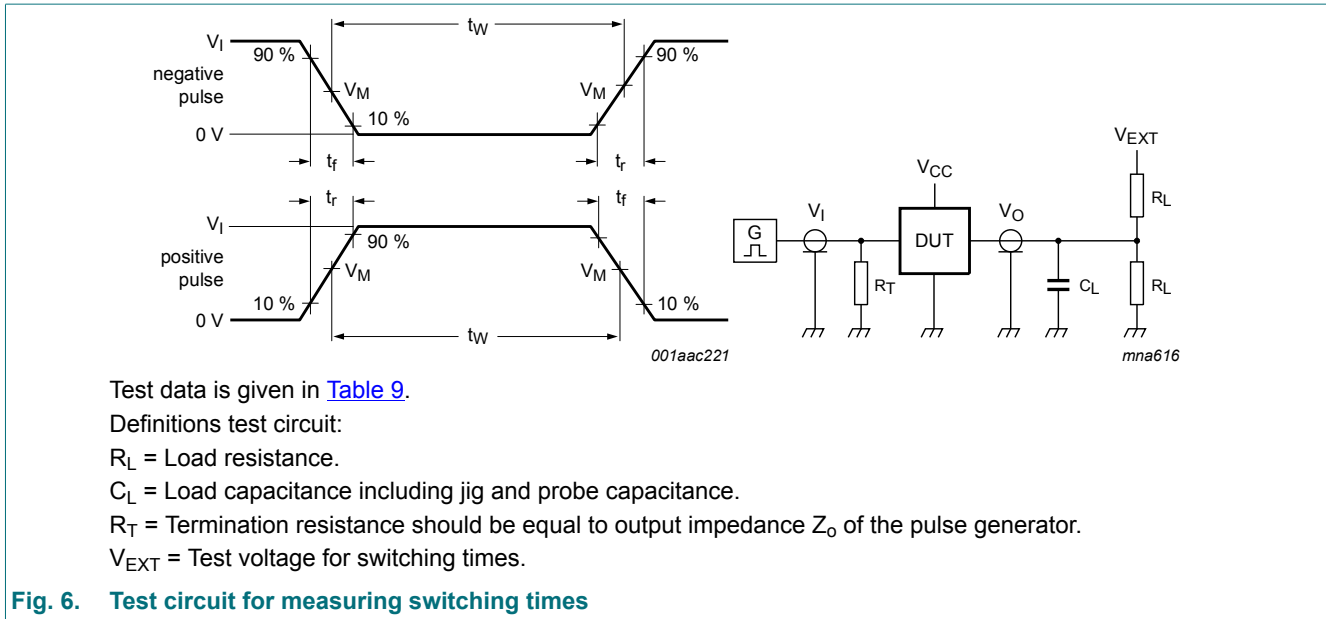 tW
VI
90 %
90 %
negative
pulse
VM
VM
10 %
0 V
tf
tr
tr
tf
VI
90 %
positive
pulse
VM
VM
10 %
10 %
0 V
tW
001aac221
VEXT
VCC
RL
VI
VO
G
DUT
RT
CL
RL
mna616
Test data is given in Table 9.
Definitions test circuit:
RL = Load resistance.
CL = Load capacitance including jig and probe capacitance.
RT = Termination resistance should be equal to output impedance Zo of the pulse generator.
VEXT = Test voltage for switching times.
Fig. 6. Test circuit for measuring switching times